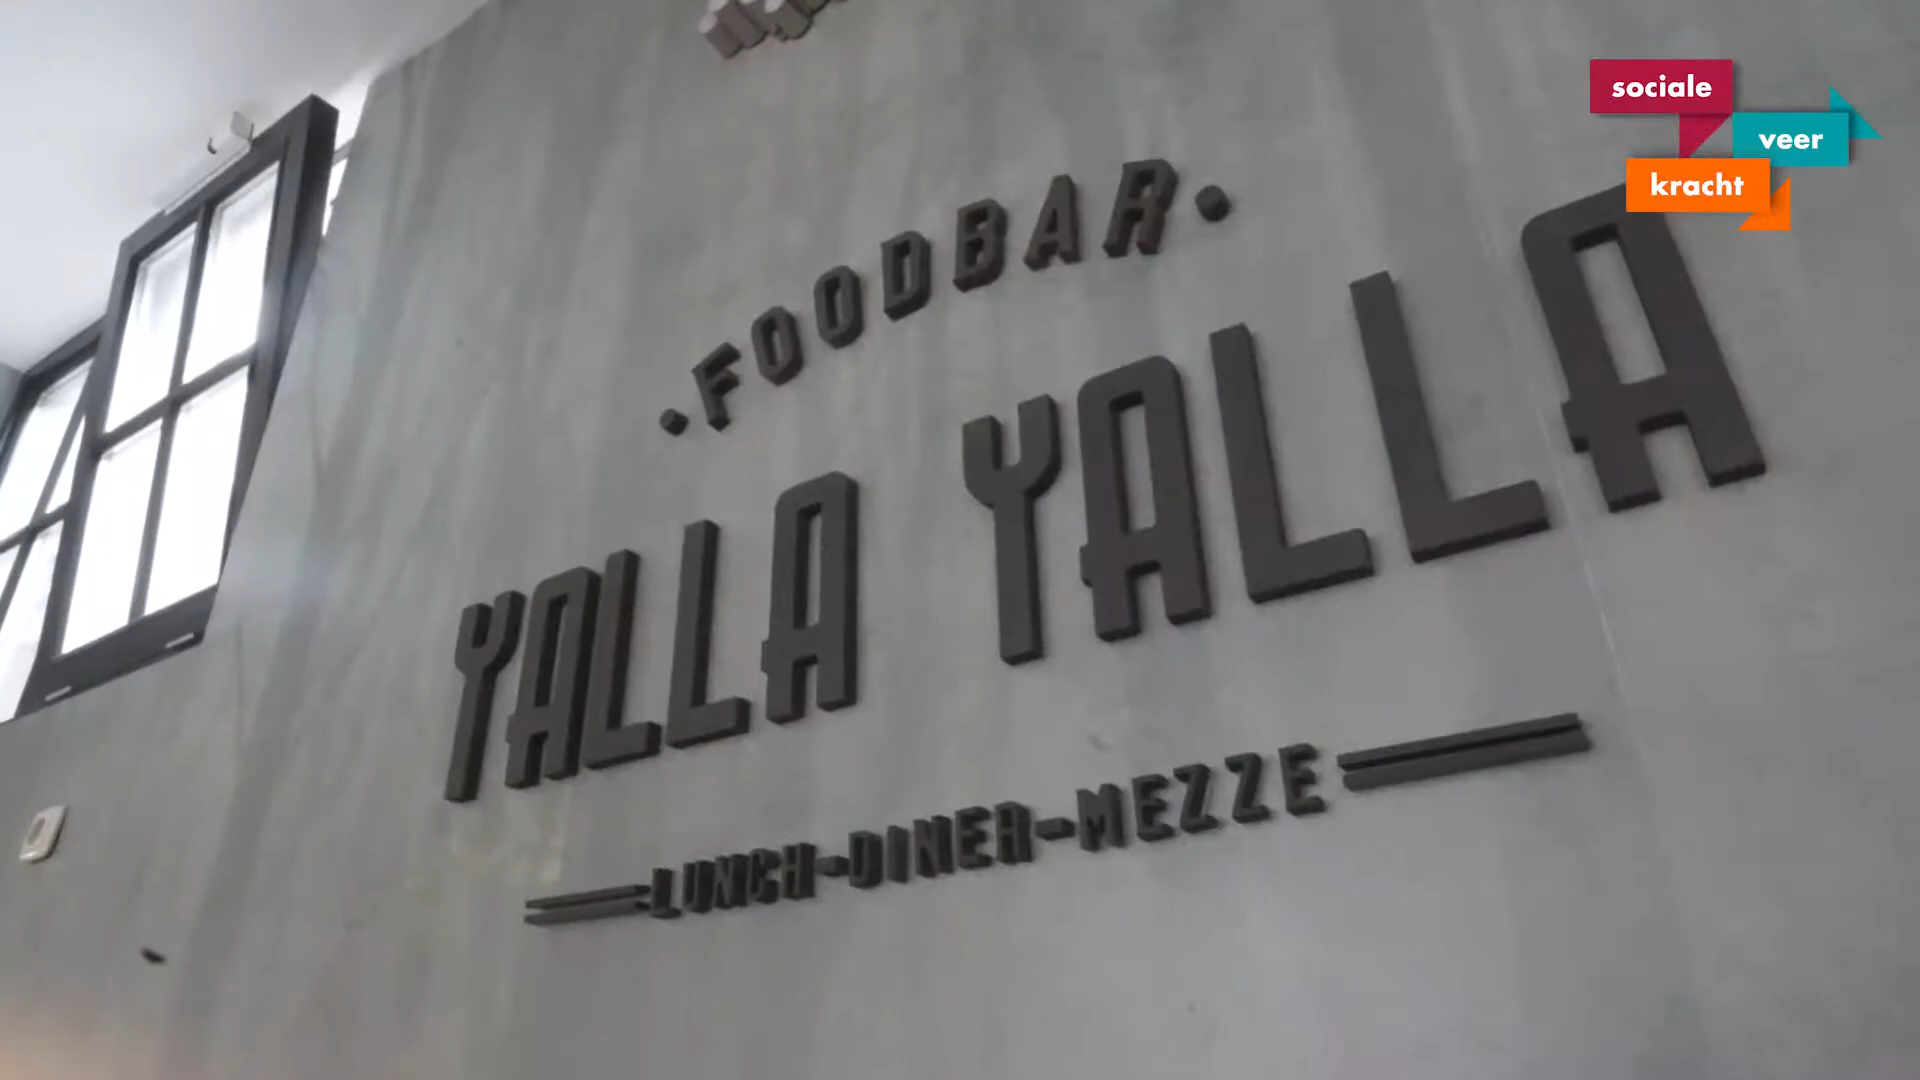 •FOODBAR•
YALLA YALLA
LUNCH-DINER-MEZZE
sociale
veer
kracht